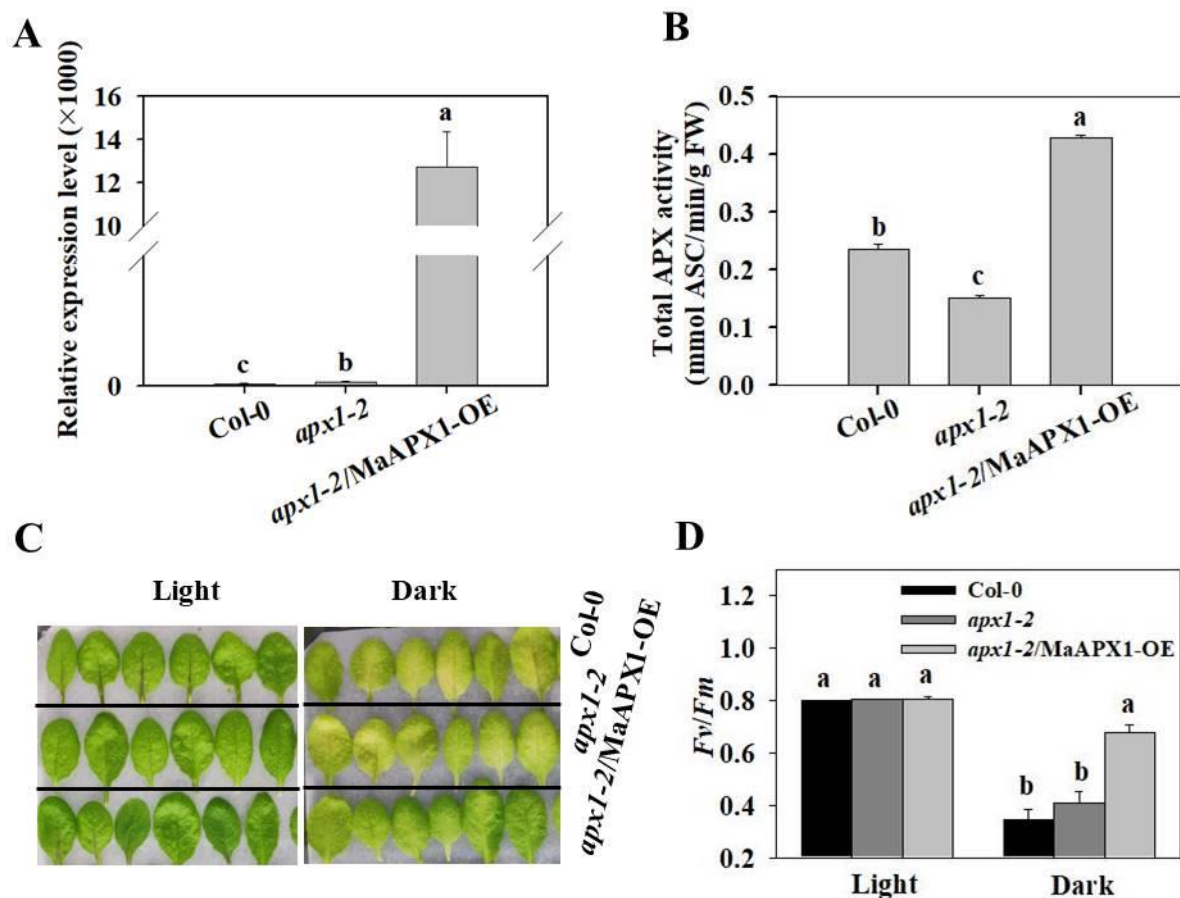 A
Relative expression level (×1000)
16
14
12
10
0
a
b
c
Col-0
apx1-2
apx1-2/MaAPX1-OE
B
Total APX activity
(mmol ASC/min/g FW)
0.5
0.4
0.3
0.2
0.1
0.0
a
b
c
Col-0
apx1-2
apx1-2/MaAPX1-OE
C
Light
Dark
Col-0
apx1-2
apx1-2/MaAPX1-OE
D
Fv/Fm
1.2
1.0
0.8
0.6
0.4
0.2
Col-0
apx1-2
apx1-2/MaAPX1-OE
a a a
b b a
Light
Dark